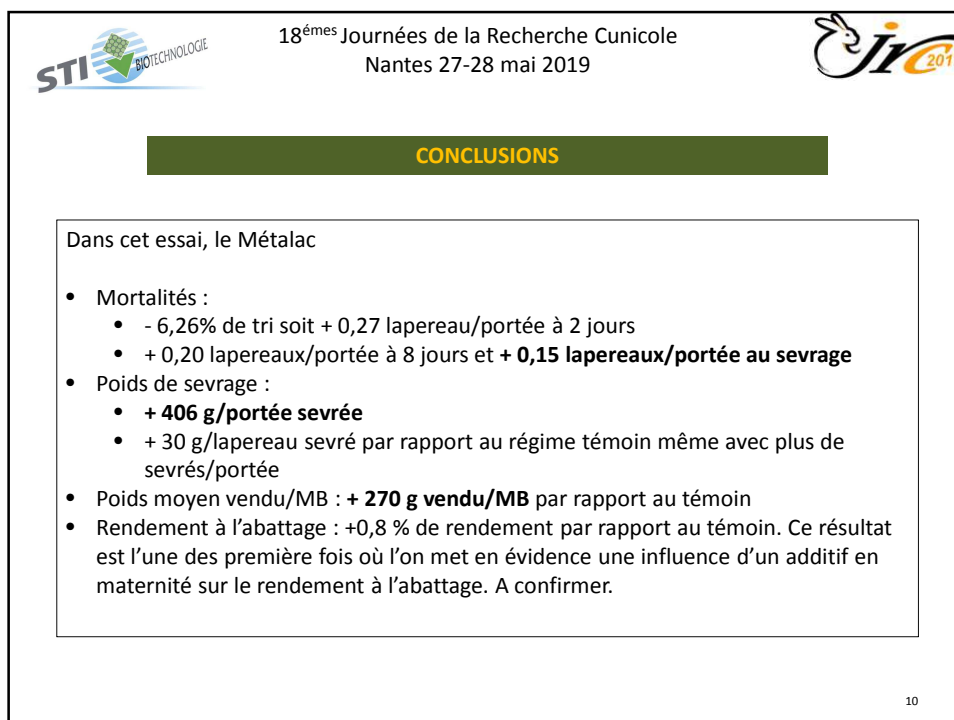 STI BIOTECHNOLOGIE
18émes Journées de la Recherche Cunicole
Nantes 27-28 mai 2019
jrc 201
CONCLUSIONS
Dans cet essai, le Métalac
• Mortalités :
• - 6,26% de tri soit + 0,27 lapereau/portée à 2 jours
• + 0,20 lapereaux/portée à 8 jours et + 0,15 lapereaux/portée au sevrage
• Poids de sevrage :
• + 406 g/portée sevrée
• + 30 g/lapereau sevré par rapport au régime témoin même avec plus de
sevrés/portée
• Poids moyen vendu/MB : + 270 g vendu/MB par rapport au témoin
• Rendement à l’abattage : +0,8 % de rendement par rapport au témoin. Ce résultat
est l’une des première fois où l’on met en évidence une influence d’un additif en
maternité sur le rendement à l’abattage. A confirmer.
10